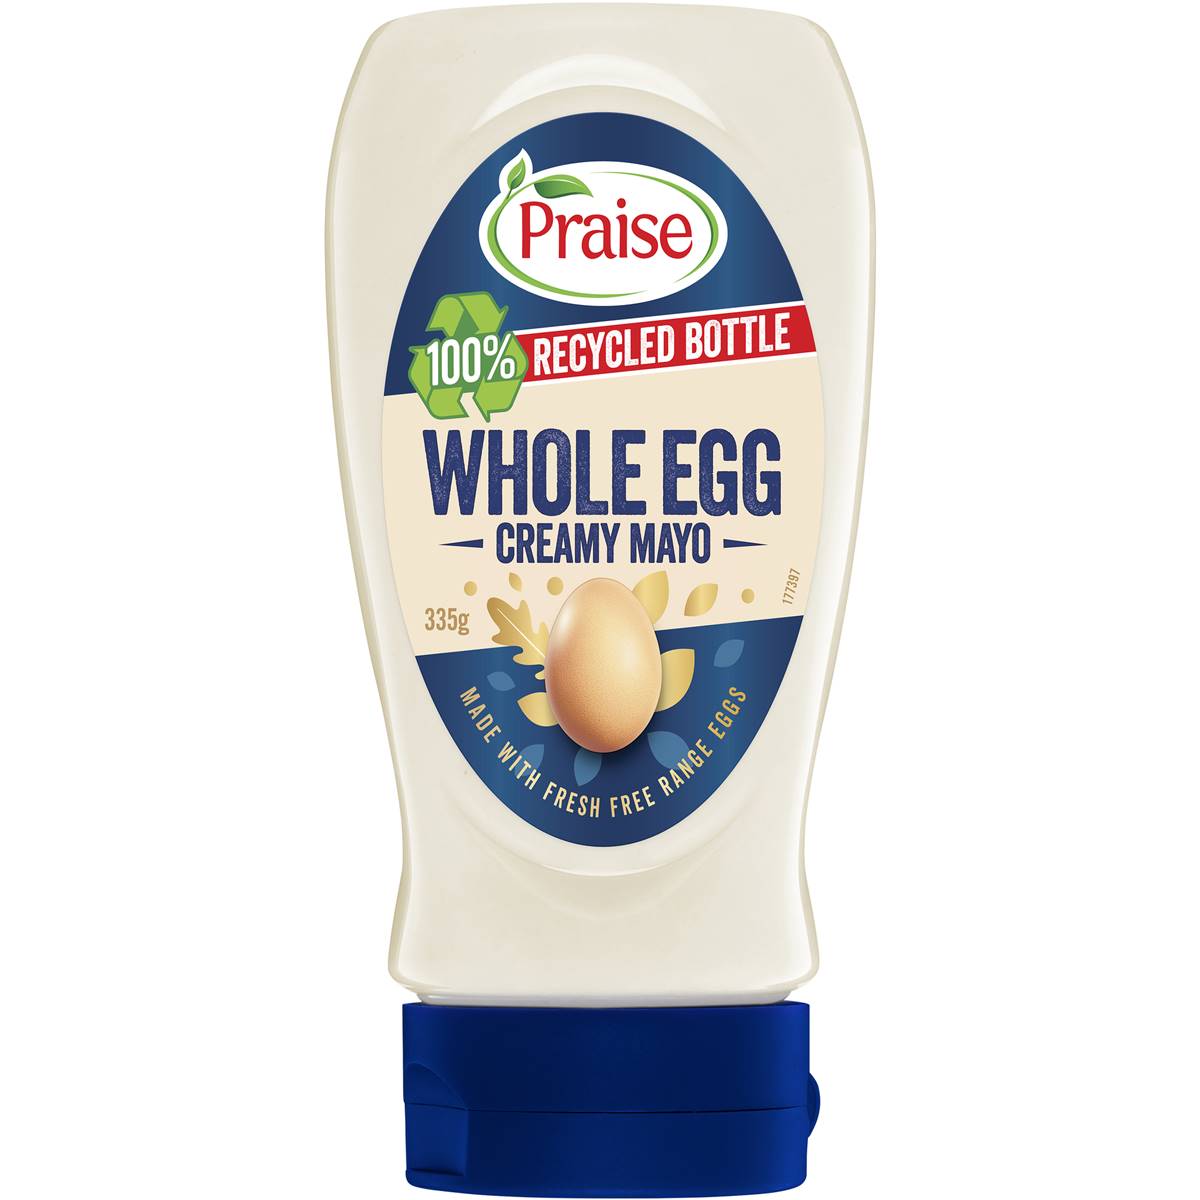 Praise
100% RECYCLED BOTTLE
WHOLE EGG
CREAMY MAYO
335g
177397
MADE WITH FRESH FREE RANGE EGGS